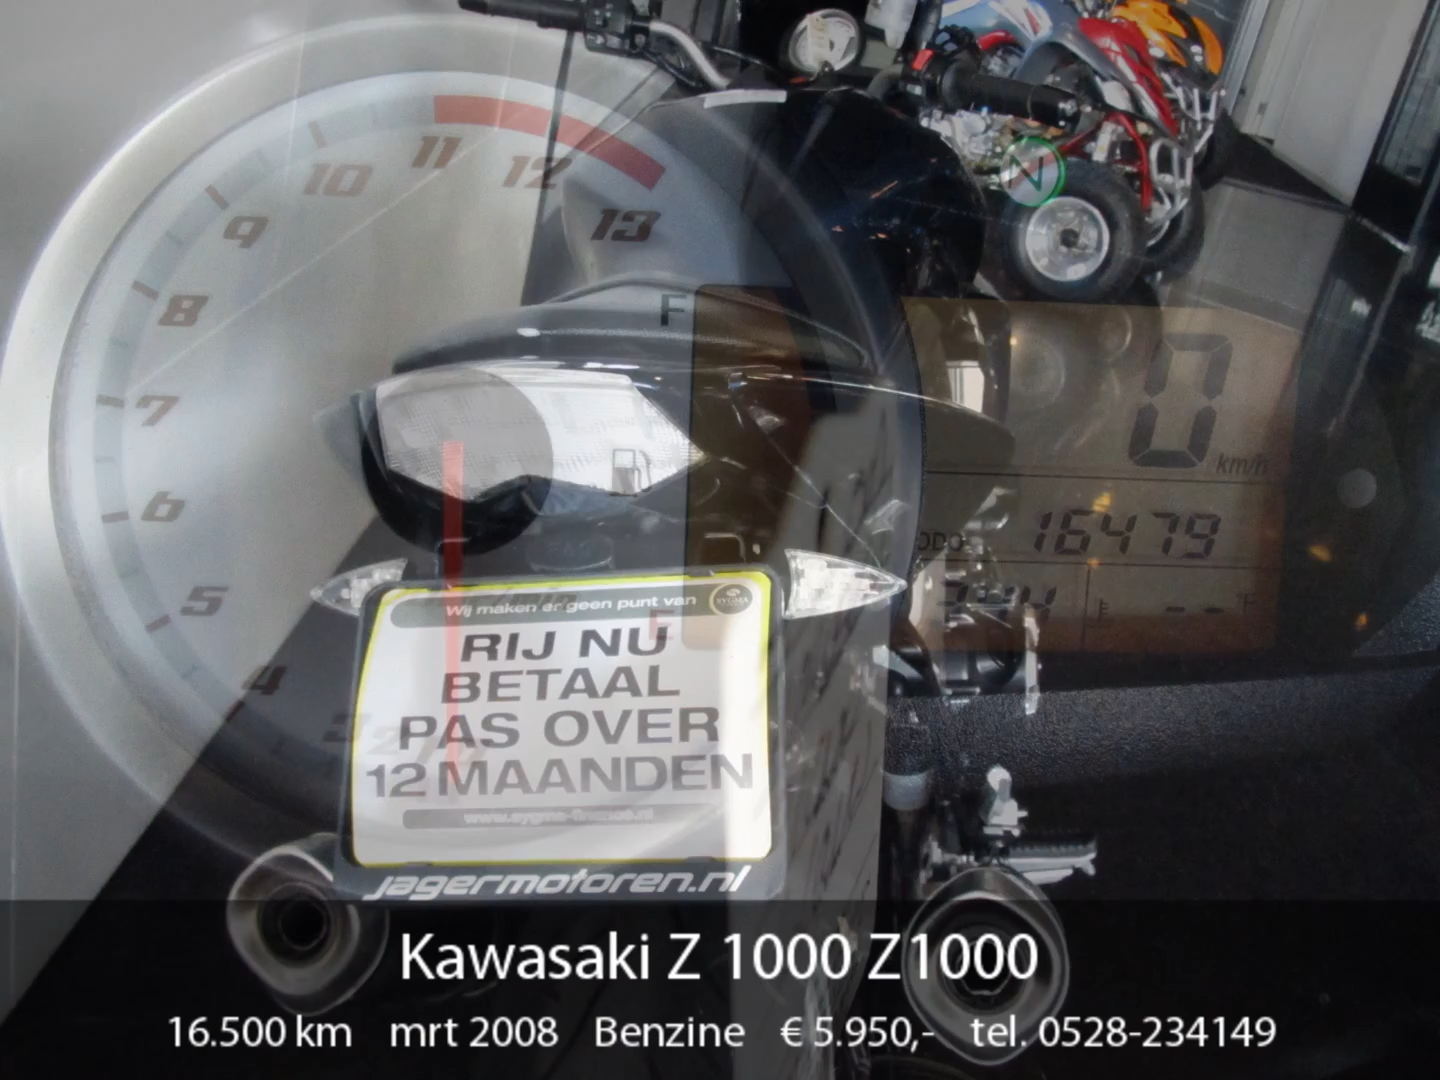 11
10
12
9
13
8
F
7
0
km/h
6
ODO
16479
5
4
Wij maken er geen punt van
SYGMA
RIJ NU
BETAAL
PAS OVER
12 MAANDEN
jagermotoren.nl
N
Kawasaki Z 1000 Z1000
16.500 km mrt 2008 Benzine € 5.950,- tel. 0528-234149